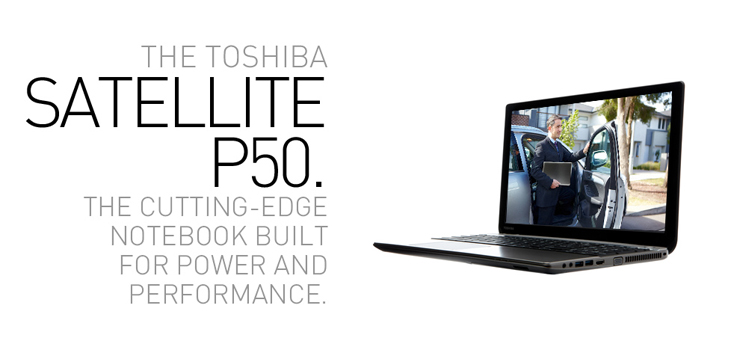 THE TOSHIBA
SATELLITE
P50.
THE CUTTING-EDGE
NOTEBOOK BUILT
FOR POWER AND
PERFORMANCE.